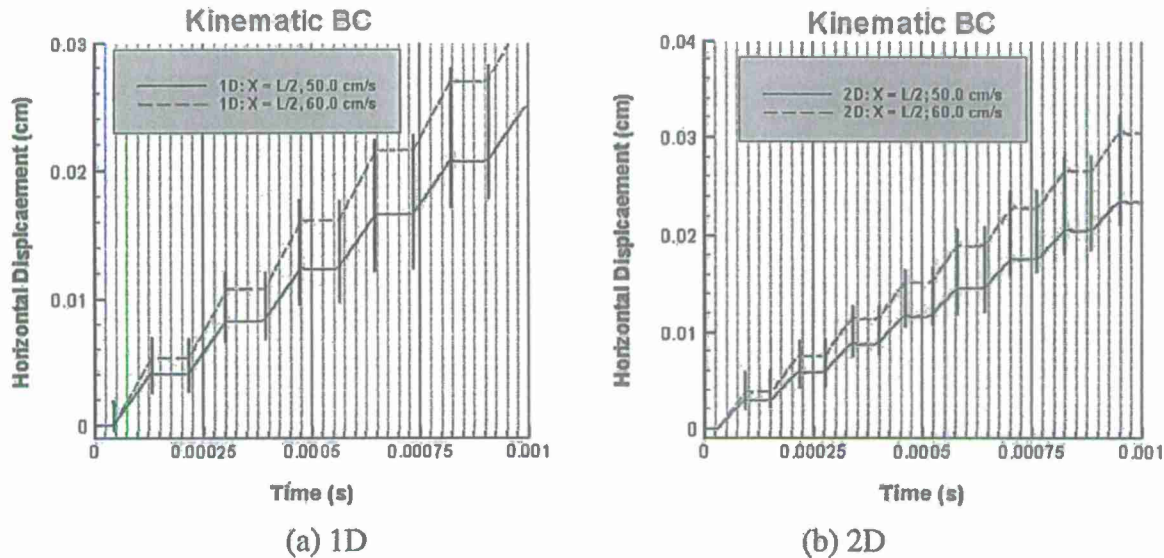 Kinematic BC
0.03
0.02
0.01
0
Horizontal Displcaement (cm)
1D: X = L/2, 50.0 cm/s
1D: X = L/2, 60.0 cm/s
0
0.00025
0.0005
0.00075
0.001
Time (s)
(a) 1D
Kinematic BC
0.04
0.03
0.02
0.01
0
Horizontal Displcaement (cm)
2D: X = L/2; 50.0 cm/s
2D: X = L/2; 60.0 cm/s
0
0.00025
0.0005
0.00075
0.001
Time (s)
(b) 2D